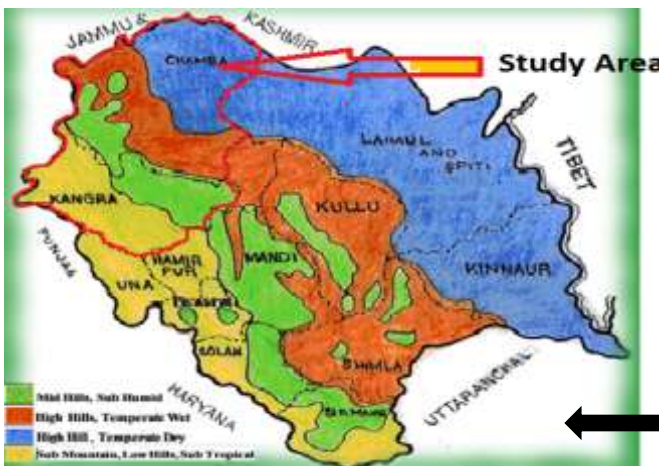 JAMMU &
KASHMIR
CHAMBA
Study Area
LAHUL
AND
SPITI
TIBET
KANGRA
KULLU
PUNJAB
HAMIR
PUR
MANDI
KINNAUR
UNA
SOLAN
SHIMLA
HARYANA
UTTARANCHAL
Mid Hills, Sub Humid
High Hills, Temperate Wet
High Hill , Temperate Dry
Sub Mountain, Low Hills, Sub Tropical